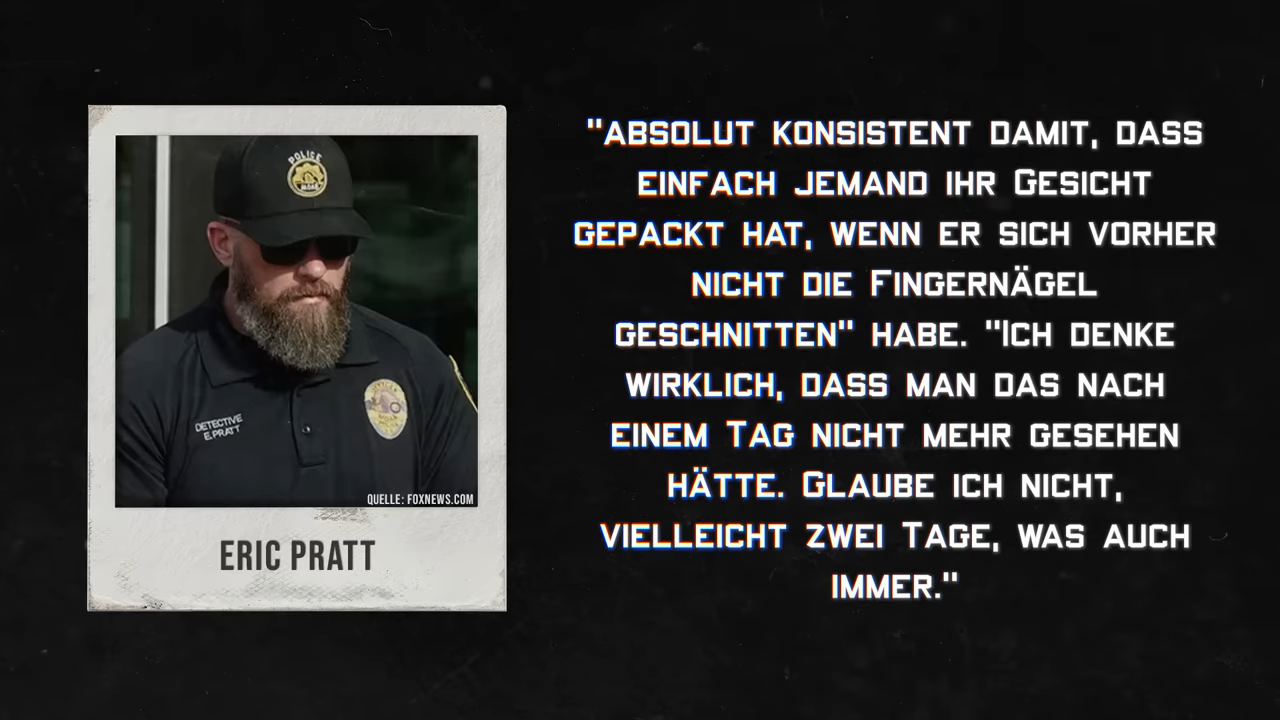 POLICE
MOAB
DETECTIVE
E.PRATT
QUELLE: FOXNEWS.COM
ERIC PRATT
"ABSOLUT KONSISTENT DAMIT, DASS
EINFACH JEMAND IHR GESICHT
GEPACKT HAT, WENN ER SICH VORHER
NICHT DIE FINGERNÄGEL
GESCHNITTEN" HABE. "ICH DENKE
WIRKLICH, DASS MAN DAS NACH
EINEM TAG NICHT MEHR GESEHEN
HÄTTE. GLAUBE ICH NICHT,
VIELLEICHT ZWEI TAGE, WAS AUCH
IMMER."